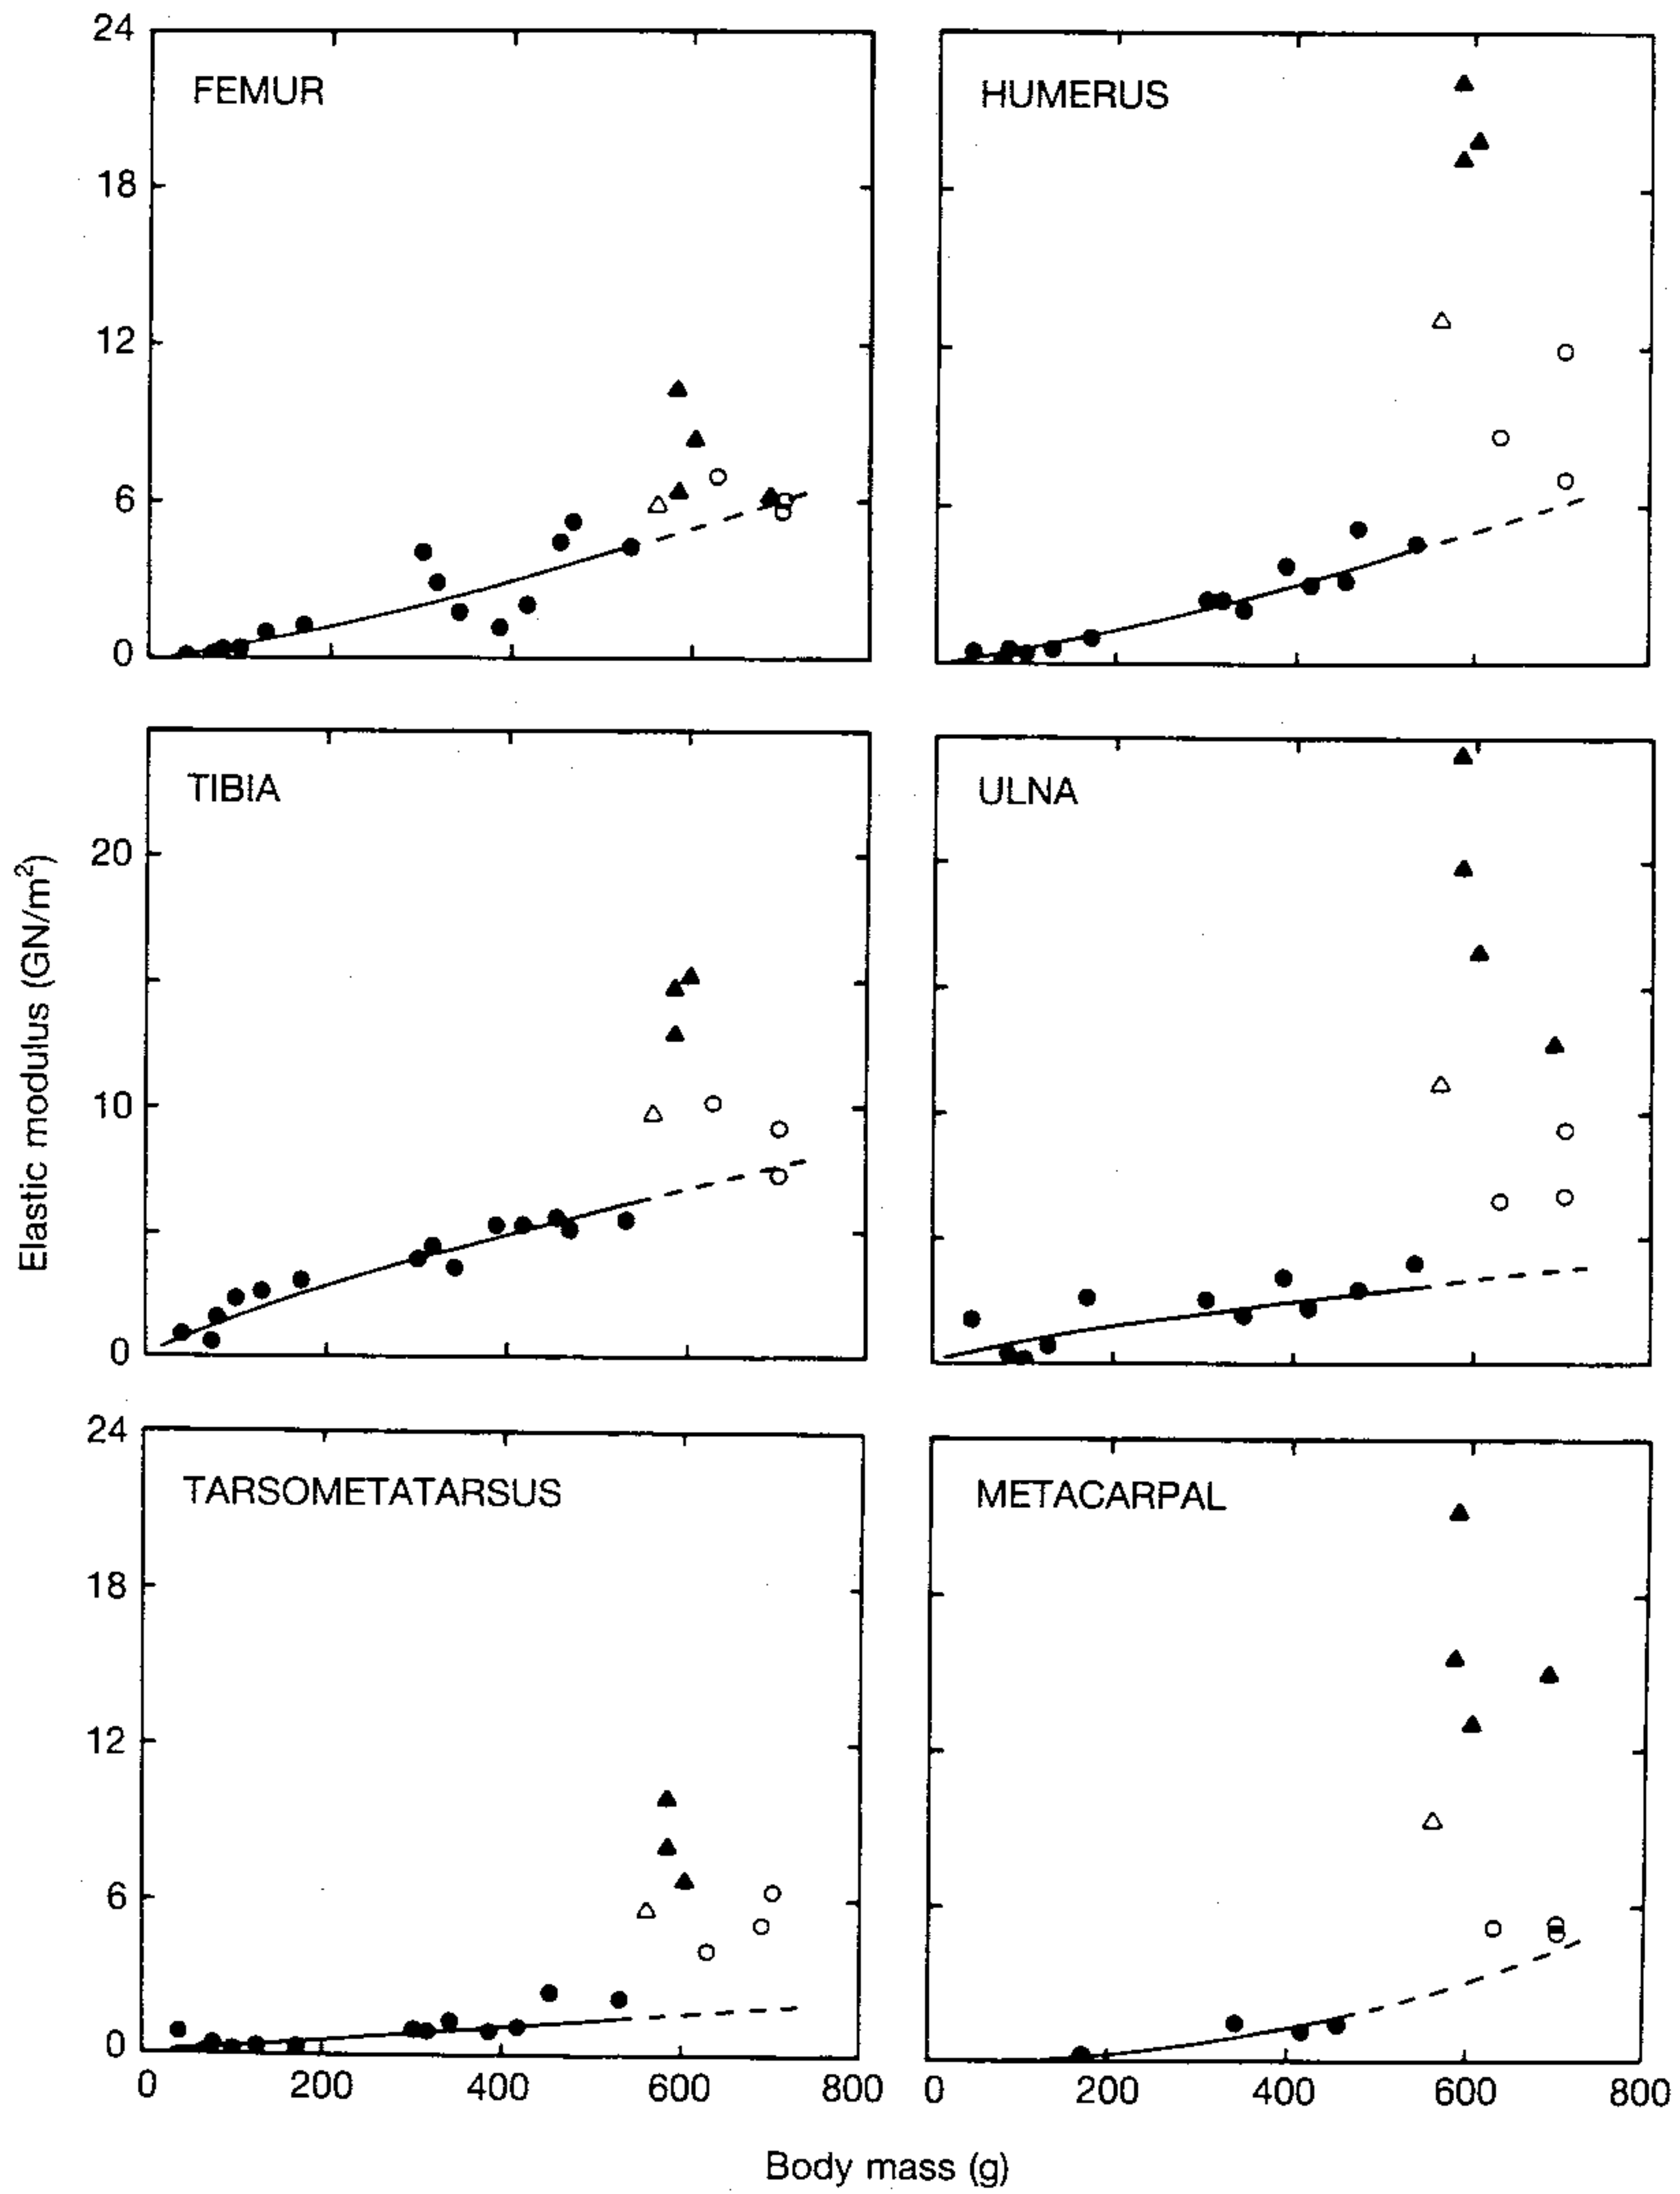 24
FEMUR
HUMERUS
18
12
6
0
TIBIA
ULNA
20
10
0
Elastic modulus (GN/m²)
24
TARSOMETATARSUS
METACARPAL
18
12
6
0
0 200 400 600 800
0 200 400 600 800
Body mass (g)